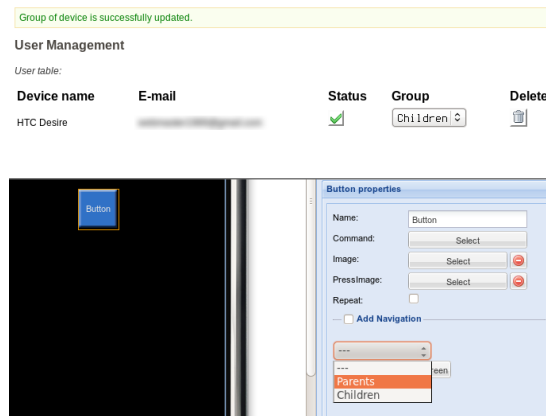 Group of device is successfully updated.
User Management
User table:
Device name E-mail Status Group Delete
HTC Desire Children
Button properties
Button
Name: Button
Command: Select
Image: Select
PressImage: Select
Repeat:
Add Navigation
---
---
Parents
Children